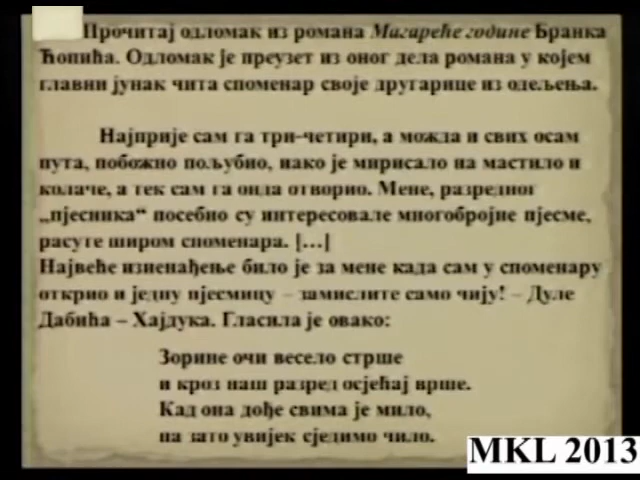 Прочитај одломак из романа Магареће године Бранка
Ћопића. Одломак је преузет из оног дела романа у којем
главни јунак чита споменар своје другарице из одељења.
Најприје сам га три-четири, а можда и свих осам
пута, побожно пољубио, иако је мирисало на мастило и
колаче, а тек сам га онда отворио. Мене, разредног
„пјесника“ посебно су интересовале многобројне пјесме,
расуте широм споменара. [...]
Највеће изненађење било је за мене када сам у споменару
открио и једну пјесмицу – замислите само чију! – Дуле
Дабића – Хајдука. Гласила је овако:
Зорине очи весело стрше
и кроз наш разред осјећај врше.
Кад она дође свима је мило,
па зато увијек сједимо чило.
MKL 2013